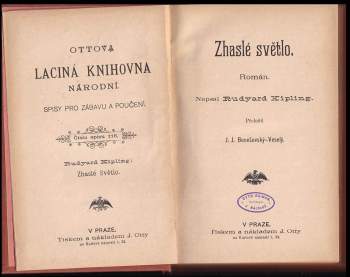 OTTOVA
LACINÁ KNIHOVNA
NÁRODNÍ.
SPISY PRO ZÁBAVU A POUČENÍ.
Rudyard Kipling:
Zhaslé Světlo.
V PRAZE.
Tiskem a nákladem J. Otty
Zhaslé světlo.
Román.
Napsal Rudyard Kipling.
Přeložil
J. J. Benešovský-Veselý.
V PRAZE.
Tiskem a nákladem J. Otty